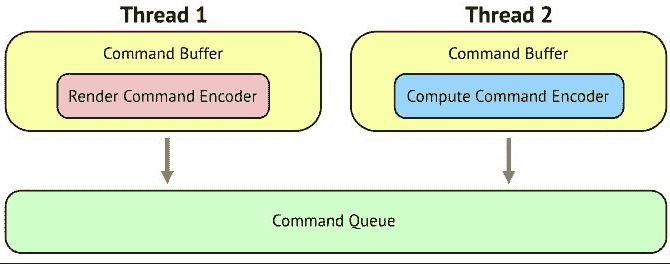 Thread 1
Thread 2
Command Buffer
Command Buffer
Render Command Encoder
Compute Command Encoder
Command Queue